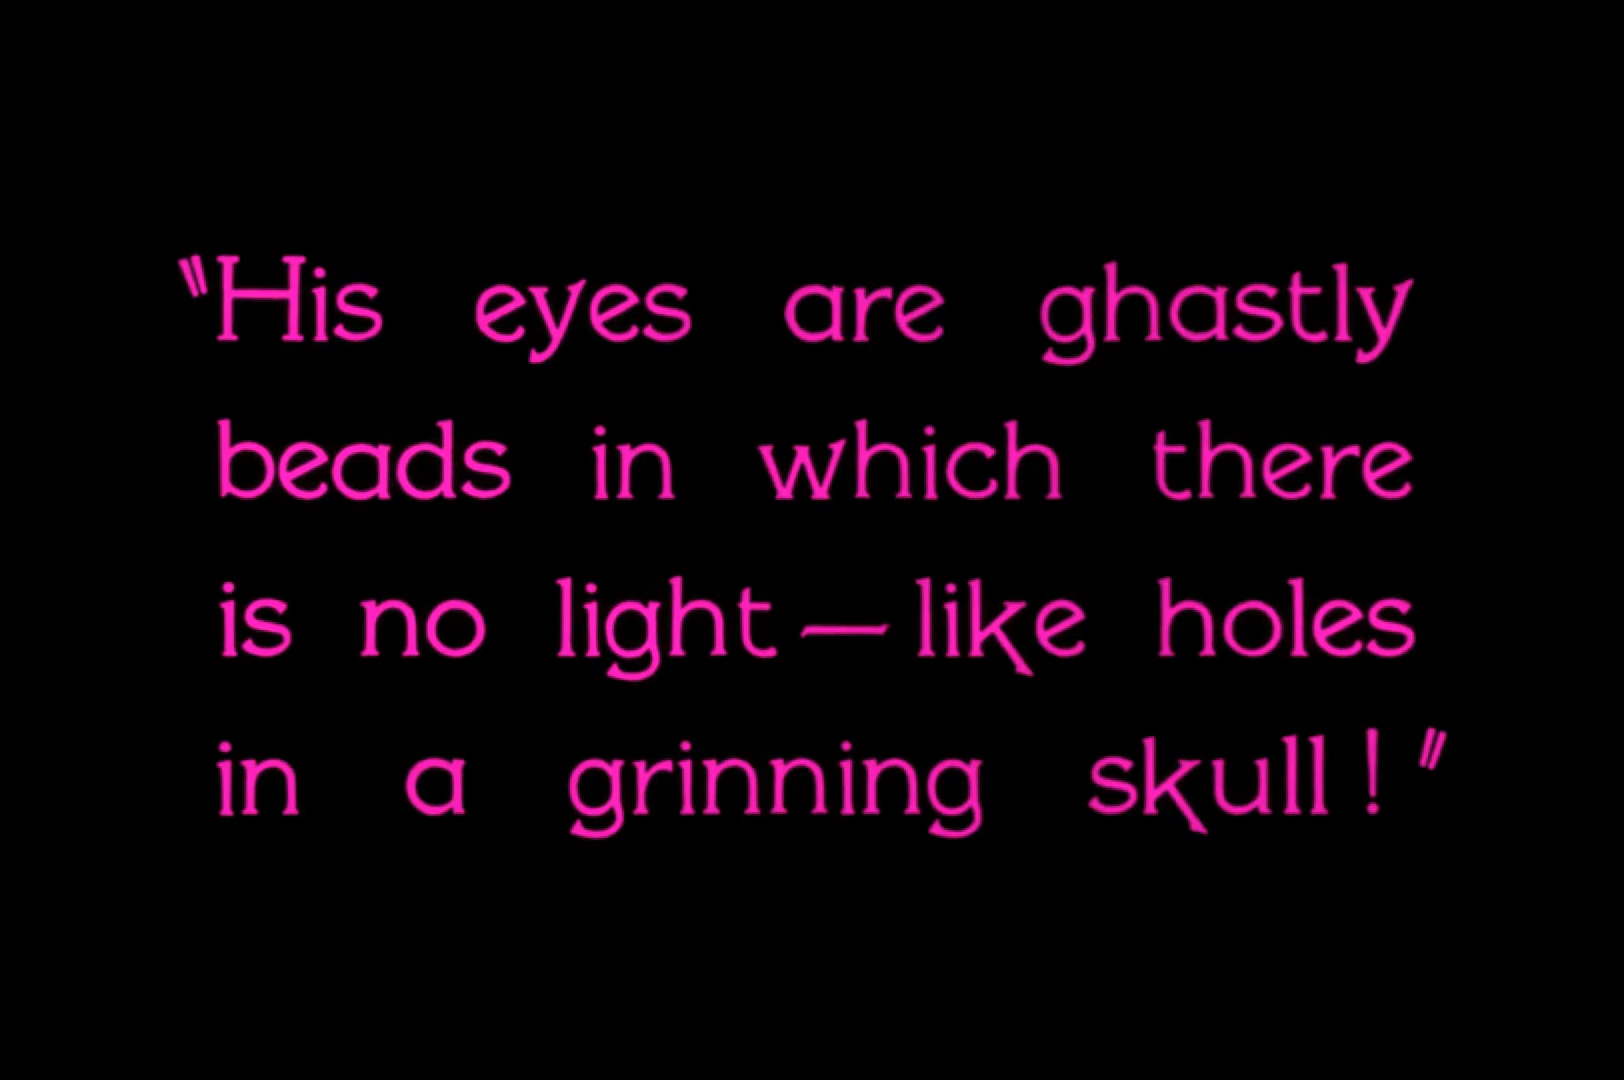 "His eyes are ghastly
beads in which there
is no light—like holes
in a grinning skull!"